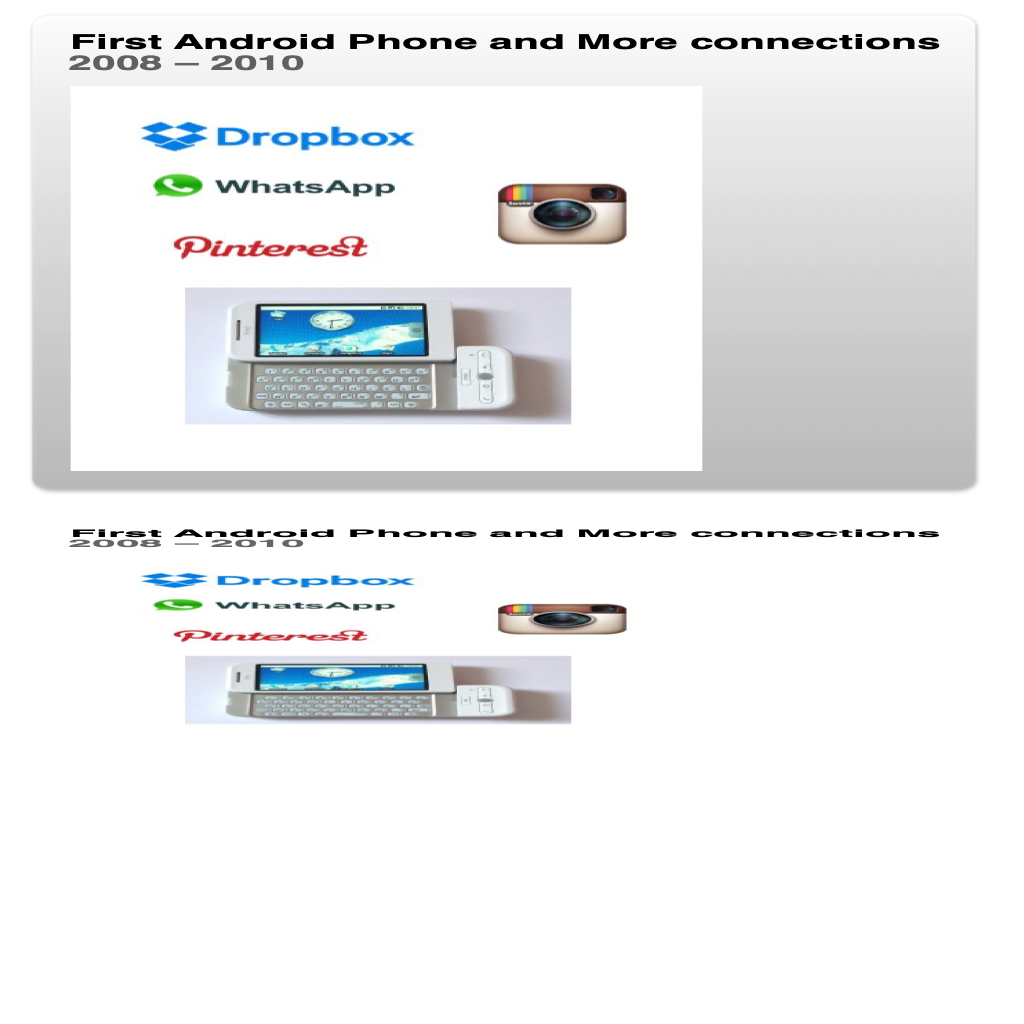 First Android Phone and More connections
2008 – 2010
Dropbox
WhatsApp
Insta
Pinterest
First Android Phone and More connections
2008 – 2010
Dropbox
WhatsApp
Pinterest